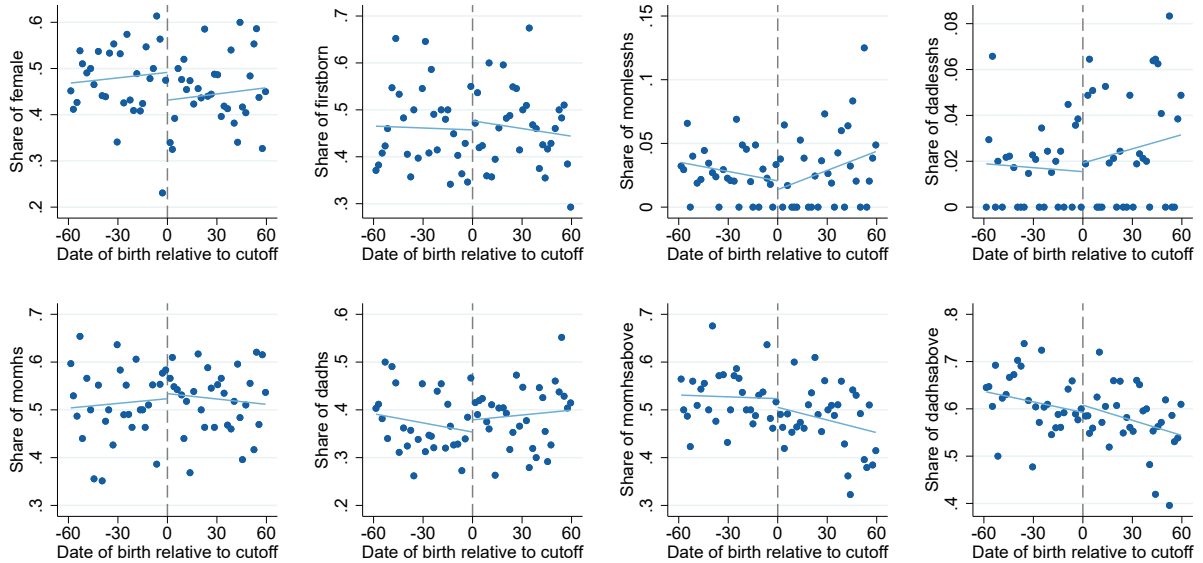 Share of female
.6
.5
.4
.3
.2
-60 -30 0 30 60
Date of birth relative to cutoff
Share of firstborn
.7
.6
.5
.4
.3
-60 -30 0 30 60
Date of birth relative to cutoff
Share of momlesshs
.15
.1
.05
0
-60 -30 0 30 60
Date of birth relative to cutoff
Share of dadlesshs
.08
.06
.04
.02
0
-60 -30 0 30 60
Date of birth relative to cutoff
Share of momhs
.7
.6
.5
.4
.3
-60 -30 0 30 60
Date of birth relative to cutoff
Share of dadhs
.6
.5
.4
.3
.2
-60 -30 0 30 60
Date of birth relative to cutoff
Share of momhsabove
.7
.6
.5
.4
.3
-60 -30 0 30 60
Date of birth relative to cutoff
Share of dadhsabove
.8
.7
.6
.5
.4
-60 -30 0 30 60
Date of birth relative to cutoff